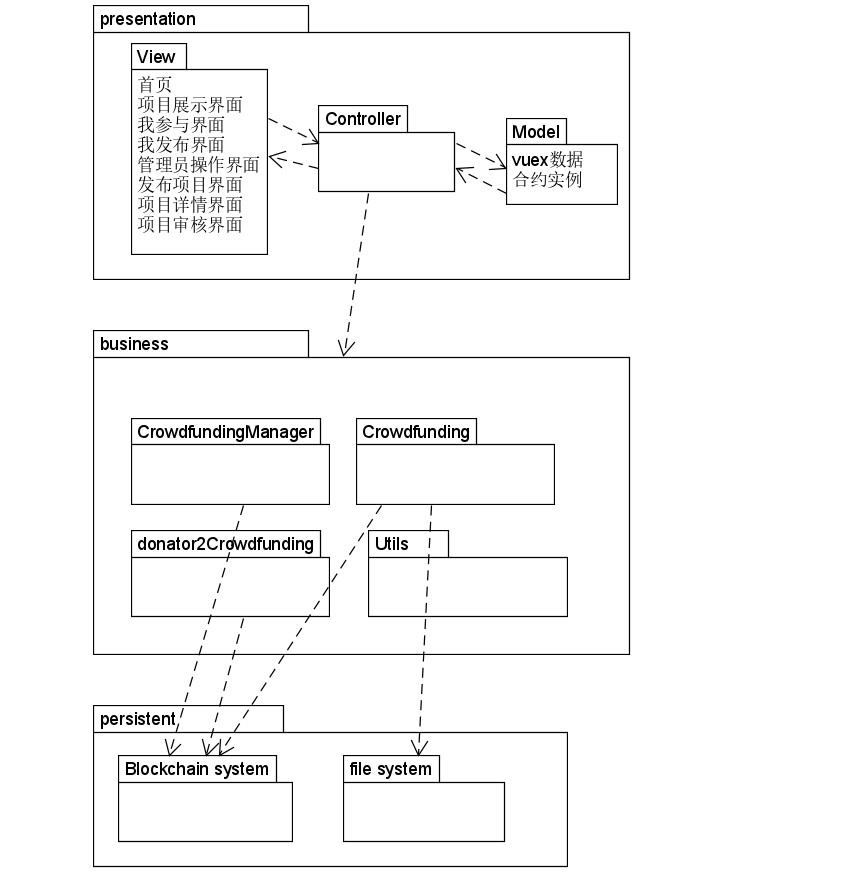 presentation
View
首页
项目展示界面
我参与界面
我发布界面
管理员操作界面
发布项目界面
项目详情界面
项目审核界面
Controller
Model
vuex数据
合约实例
business
CrowdfundingManager
Crowdfunding
donator2Crowdfunding
Utils
persistent
Blockchain system
file system